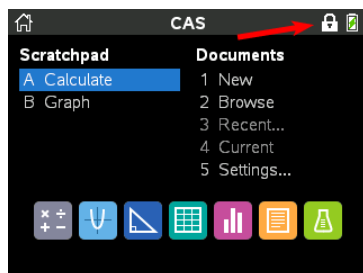 CAS
Scratchpad
A Calculate
B Graph
Documents
1 New
2 Browse
3 Recent...
4 Current
5 Settings...